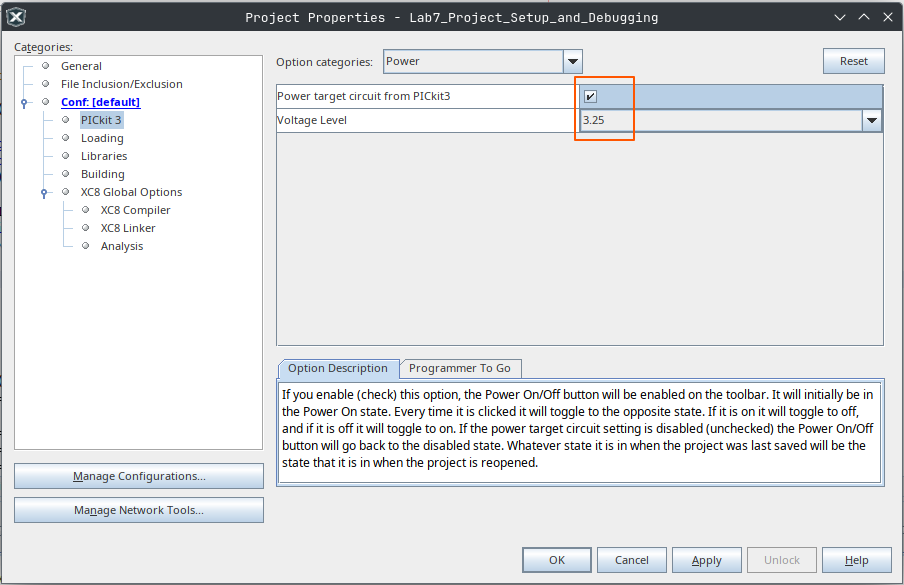 Project Properties - Lab7_Project_Setup_and_Debugging
Categories:
General
File Inclusion/Exclusion
Conf: [default]
PICkit 3
Loading
Libraries
Building
XC8 Global Options
XC8 Compiler
XC8 Linker
Analysis
Manage Configurations...
Manage Network Tools...
Option categories:
Power
Reset
Power target circuit from PICkit3
Voltage Level
3.25
Option Description
Programmer To Go
If you enable (check) this option, the Power On/Off button will be enabled on the toolbar. It will initially be in
the Power On state. Every time it is clicked it will toggle to the opposite state. If it is on it will toggle to off,
and if it is off it will toggle to on. If the power target circuit setting is disabled (unchecked) the Power On/Off
button will go back to the disabled state. Whatever state it is in when the project was last saved will be the
state that it is in when the project is reopened.
OK
Cancel
Apply
Unlock
Help